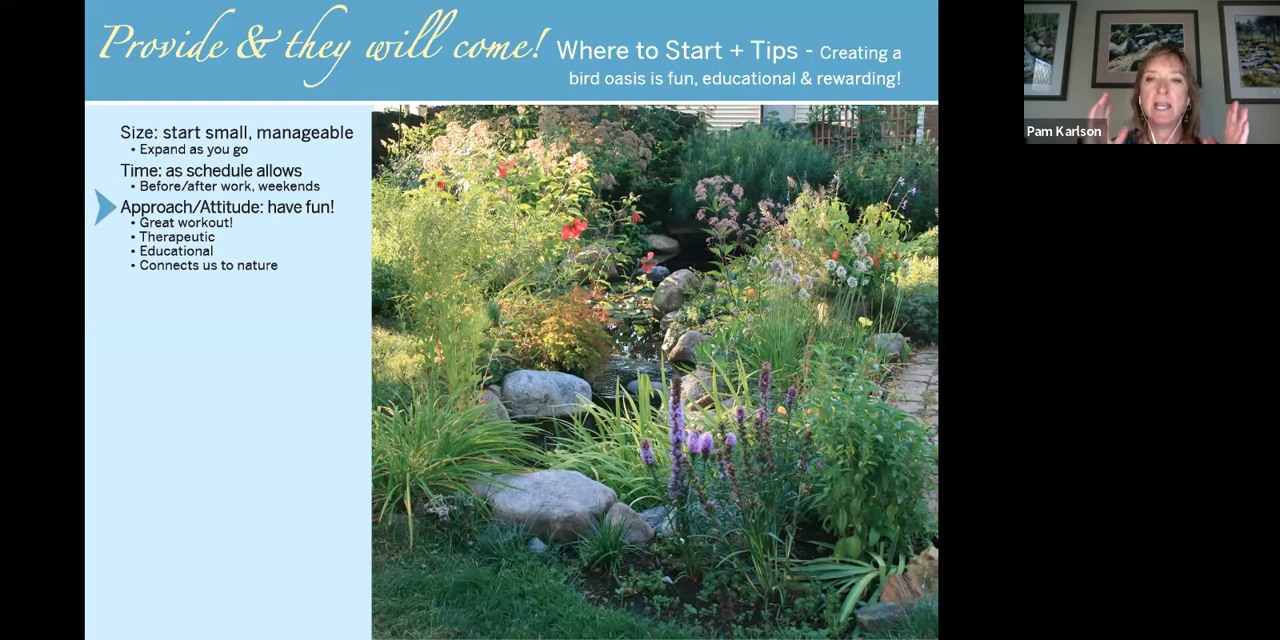 Provide & they will come! Where to Start + Tips - Creating a
bird oasis is fun, educational & rewarding!
Size: start small, manageable
• Expand as you go
Time: as schedule allows
• Before/after work, weekends
Approach/Attitude: have fun!
• Great workout!
• Therapeutic
• Educational
• Connects us to nature
Pam Karlson